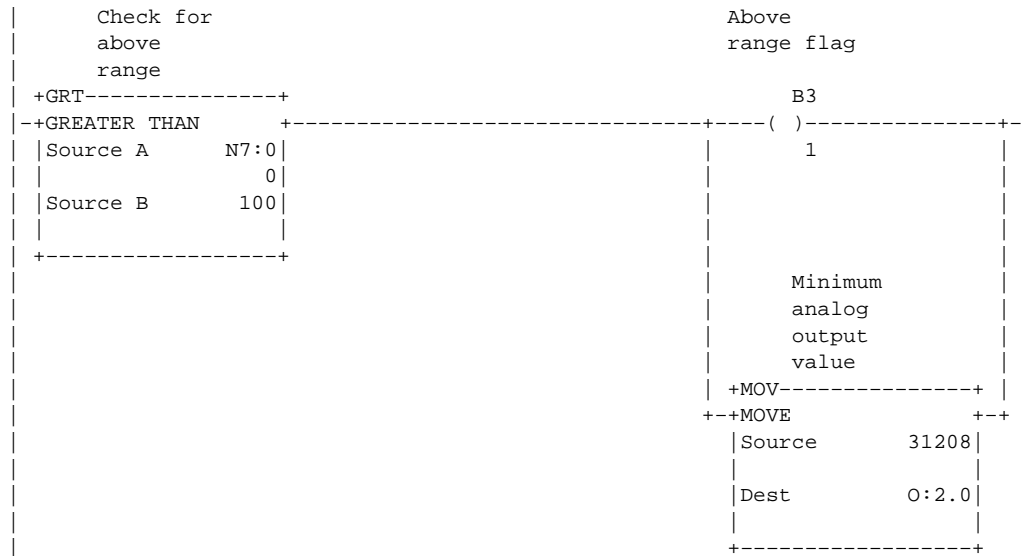 Check for Above
above range flag
range
+GRT---------------+ B3
-+GREATER THAN +--------------------------------+----( )---------------+-
|Source A N7:0| | 1 |
| 0| | |
|Source B 100| | |
| | | |
+------------------+ | |
Minimum
analog
output
value
+MOV---------------+
+-+MOVE +-+
|Source 31208|
| |
|Dest O:2.0|
| |
+------------------+